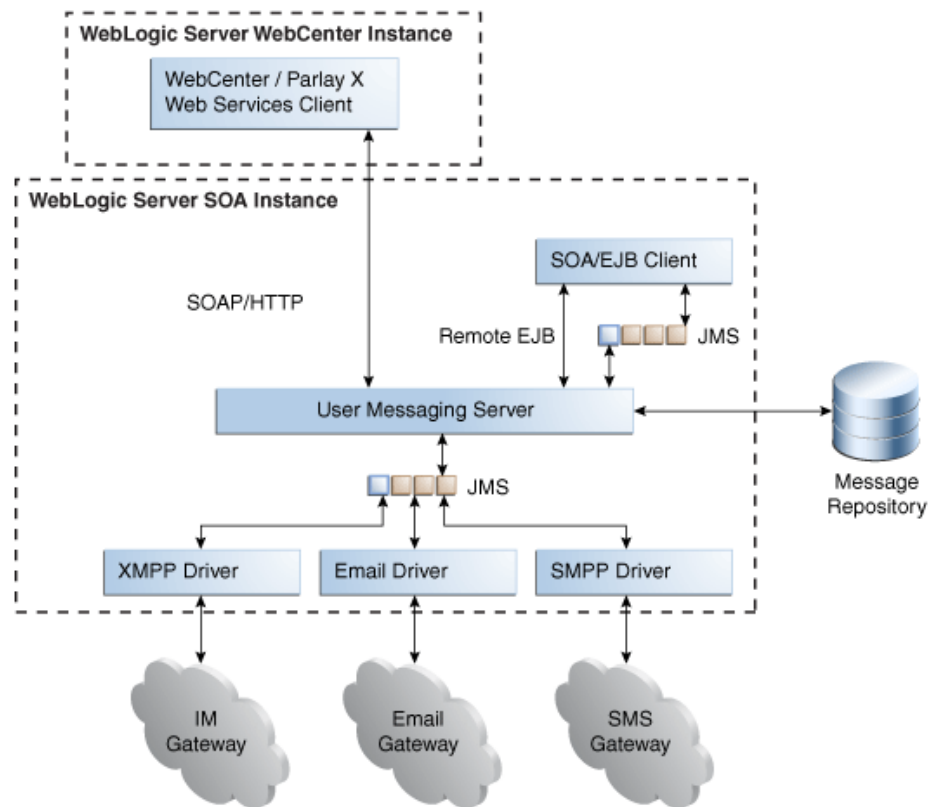 WebLogic Server WebCenter Instance
WebCenter / Parlay X
Web Services Client
WebLogic Server SOA Instance
SOA/EJB Client
SOAP/HTTP
Remote EJB
JMS
User Messaging Server
Message
Repository
JMS
XMPP Driver
Email Driver
SMPP Driver
IM
Gateway
Email
Gateway
SMS
Gateway